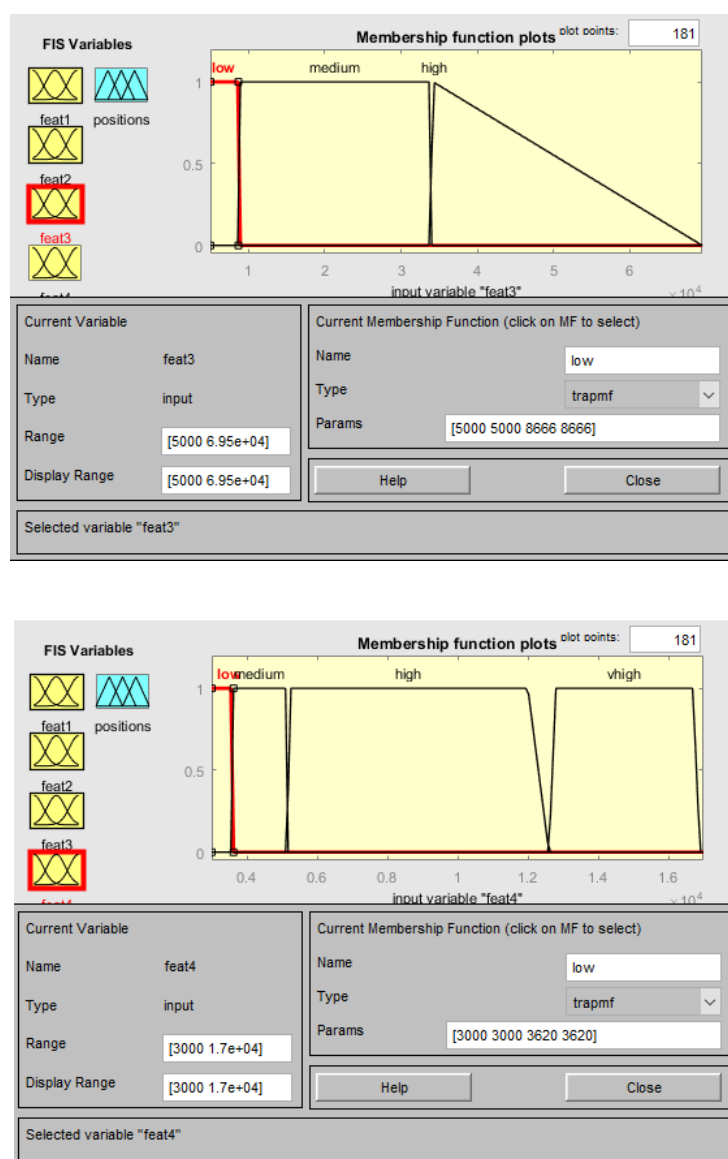 FIS Variables
Membership function plots
plot points:
181
low
medium
high
feat1
positions
feat2
feat3
1
0.5
0
1
2
3
4
5
6
input variable "feat3"
×10^4
Current Variable
Name
feat3
Type
input
Range
[5000 6.95e+04]
Display Range
[5000 6.95e+04]
Current Membership Function (click on MF to select)
Name
low
Type
trapmf
Params
[5000 5000 8666 8666]
Help
Close
Selected variable "feat3"
FIS Variables
Membership function plots
plot points:
181
low
medium
high
vhigh
feat1
positions
feat2
feat3
1
0.5
0
0.4
0.6
0.8
1
1.2
1.4
1.6
input variable "feat4"
×10^4
Current Variable
Name
feat4
Type
input
Range
[3000 1.7e+04]
Display Range
[3000 1.7e+04]
Current Membership Function (click on MF to select)
Name
low
Type
trapmf
Params
[3000 3000 3620 3620]
Help
Close
Selected variable "feat4"